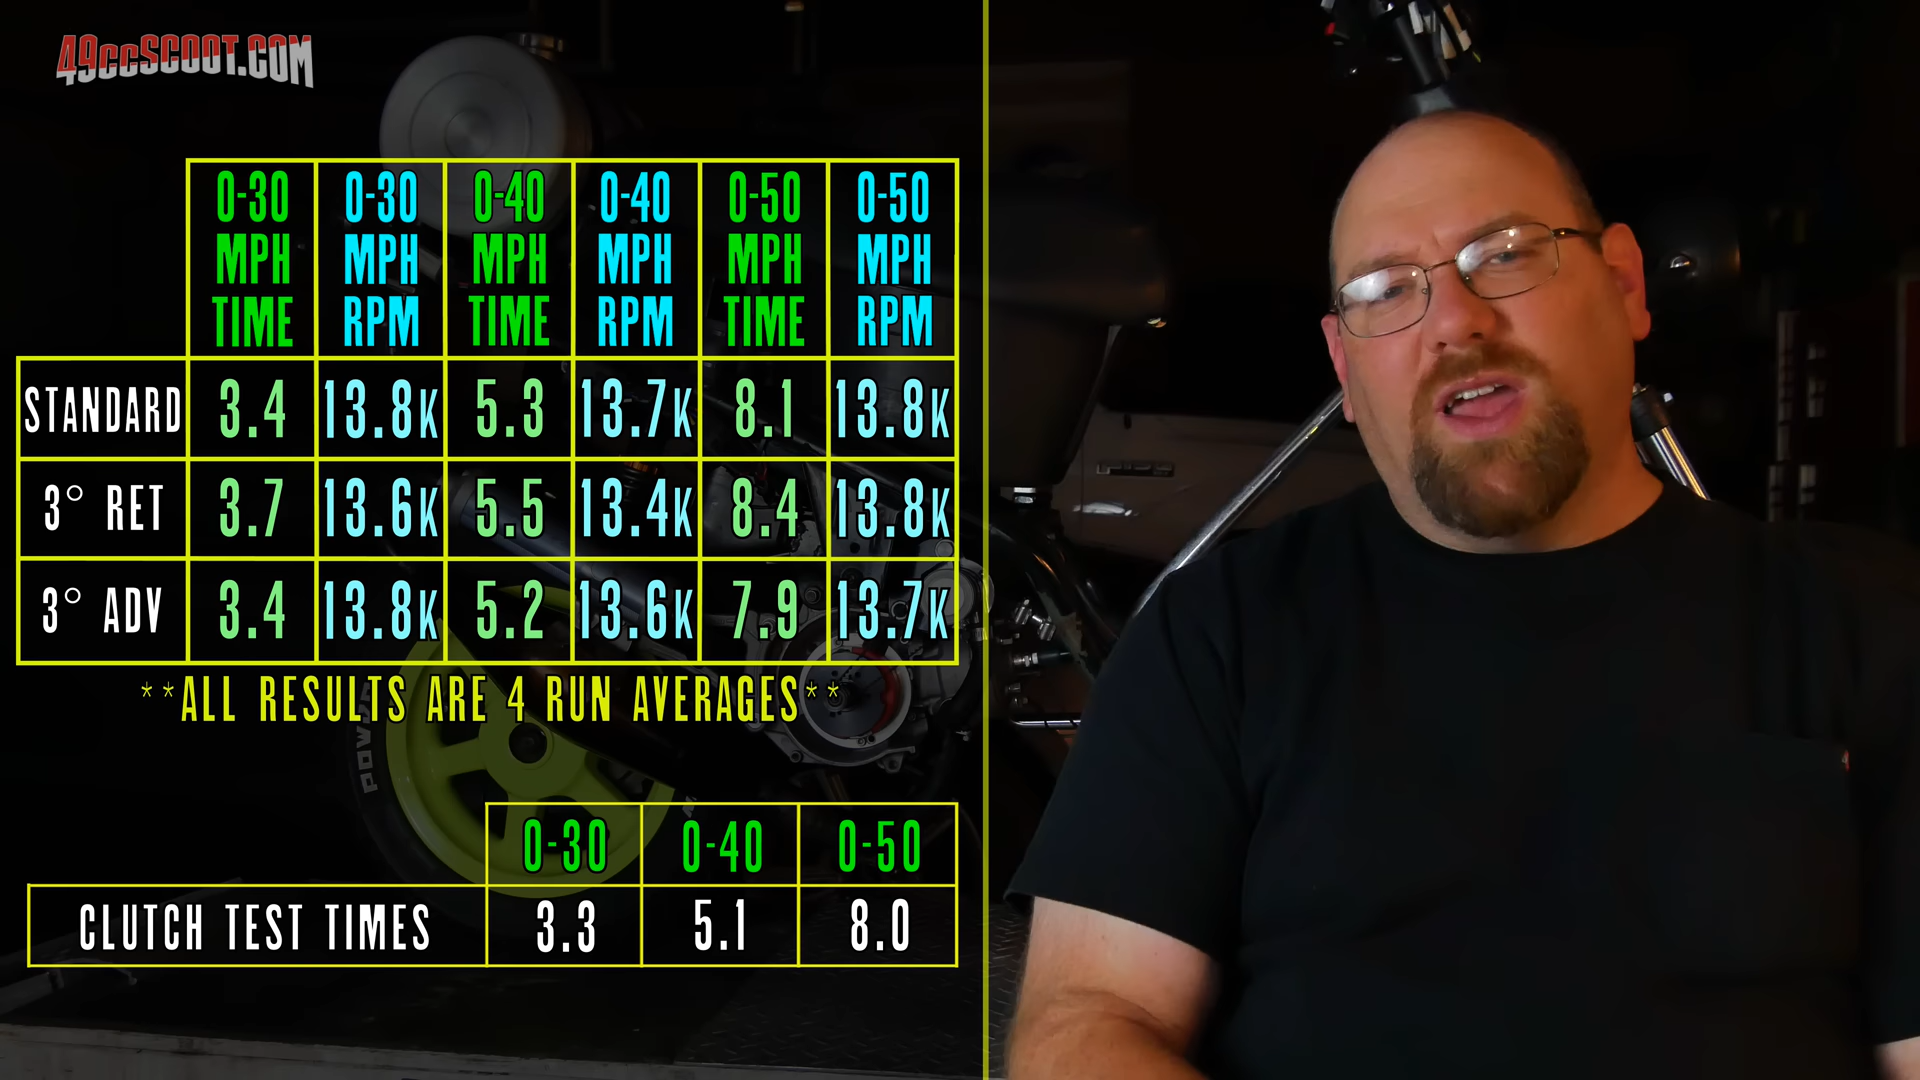 49ccSCOOT.COM
0-30 MPH TIME 0-30 MPH RPM 0-40 MPH TIME 0-40 MPH RPM 0-50 MPH TIME 0-50 MPH RPM
STANDARD 3.4 13.8K 5.3 13.7K 8.1 13.8K
3° RET 3.7 13.6K 5.5 13.4K 8.4 13.8K
3° ADV 3.4 13.8K 5.2 13.6K 7.9 13.7K
**ALL RESULTS ARE 4 RUN AVERAGES**
0-30 0-40 0-50
CLUTCH TEST TIMES 3.3 5.1 8.0